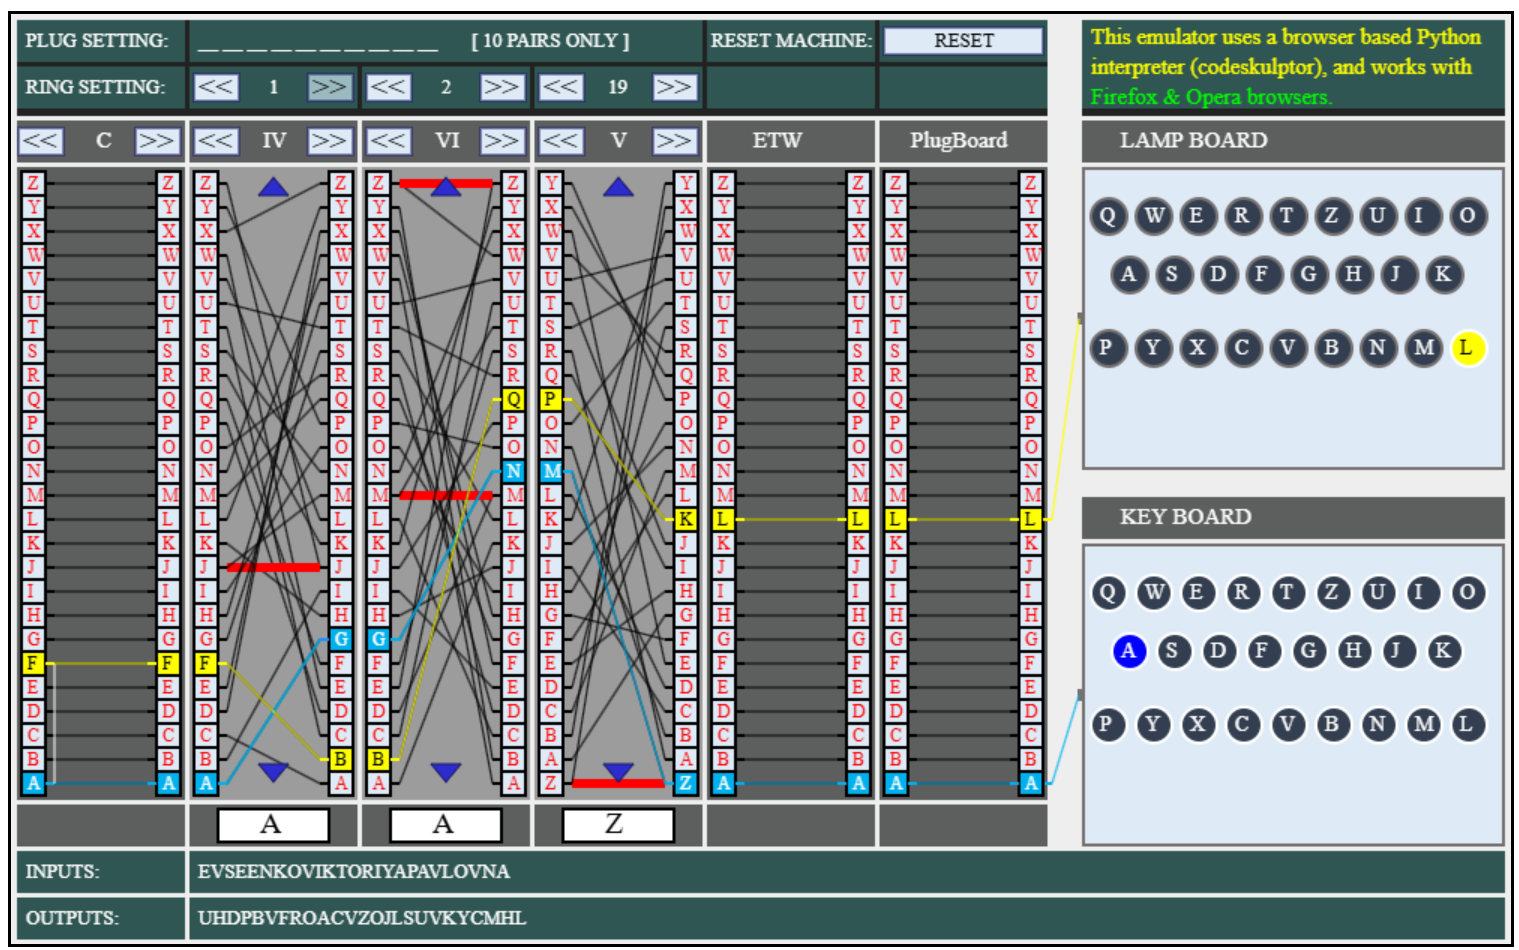 PLUG SETTING: _ _ _ _ _ _ _ _ _ _ [ 10 PAIRS ONLY ] RESET MACHINE: RESET
RING SETTING: << 1 >> << 2 >> << 19 >>
This emulator uses a browser based Python
interpreter (codeskulptor), and works with
Firefox & Opera browsers.
<< C >> << IV >> << VI >> << V >> ETW PlugBoard
Z Z Z Z Z Z Y Y Z Z Z Z
Y Y Y Y Y Y X X Y Y Y Y
X X X X X X W W X X X X
W W W W W W V V W W W W
V V V V V V U U V V V V
U U U U U U T T U U U U
T T T T T T S S T T T T
S S S S S S R R S S S S
R R R R R R Q Q R R R R
Q Q Q Q Q Q P P Q Q Q Q
P P P P P P O O P P P P
O O O O O O N N O O O O
N N N N N N M M N N N N
M M M M M M L L M M M M
L L L L L L K K L L L L
K K K K K K J J K K K K
J J J J J J I I J J J J
I I I I I I H H I I I I
H H H H H H G G H H H H
G G G G G G F F G G G G
F F F F F F E E F F F F
E E E E E E D D E E E E
D D D D D D C C D D D D
C C C C C C B B C C C C
B B B B B B A A B B B B
A A A A A A Z Z A A A A
A A Z
LAMP BOARD
Q W E R T Z U I O
A S D F G H J K
P Y X C V B N M L
KEY BOARD
Q W E R T Z U I O
A S D F G H J K
P Y X C V B N M L
INPUTS: EVSEENKOVIKTORIYAPAVLOVNA
OUTPUTS: UHDPBVFROACVZOJLSUVKYCMHL